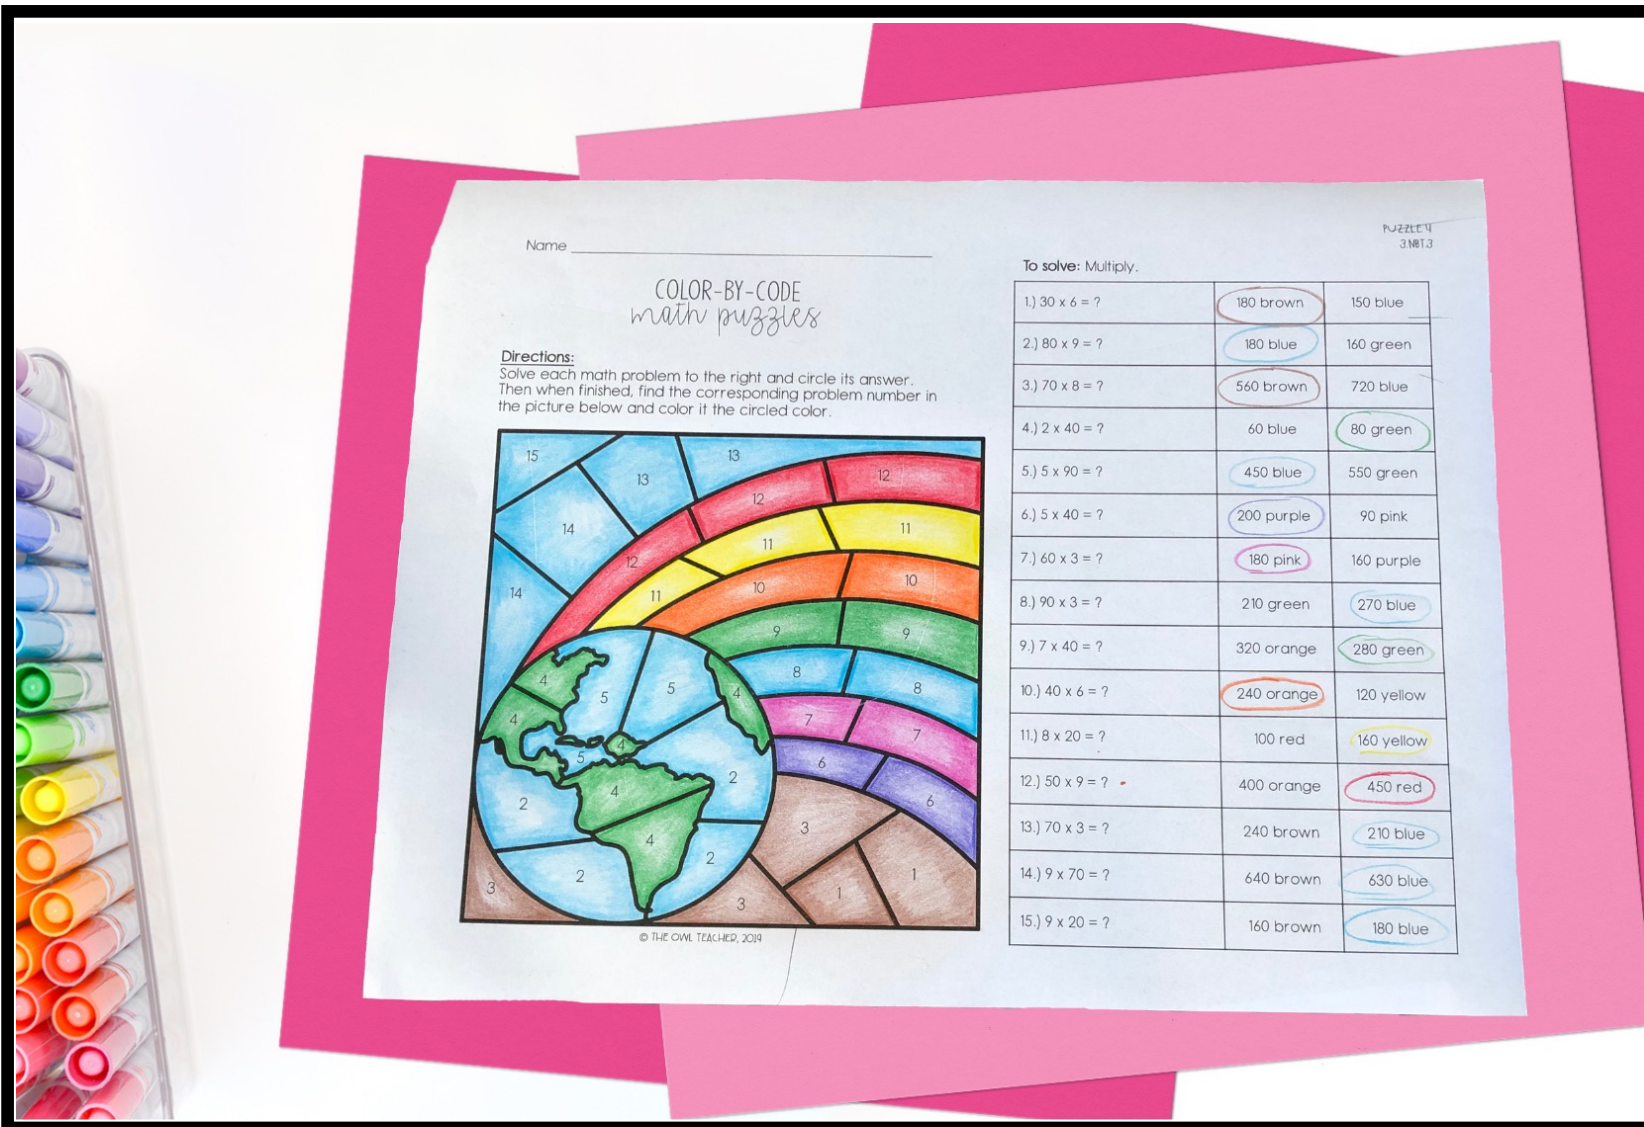 Name
COLOR-BY-CODE
math puzzles
Directions:
Solve each math problem to the right and circle its answer.
Then when finished, find the corresponding problem number in
the picture below and color it the circled color.
15
13
13
12
12
14
11
11
12
10
10
14
11
9
9
4
5
5
4
8
8
4
7
7
5
4
6
2
2
4
6
3
4
2
2
3
3
1
1
© THE OWL TEACHER, 2019
PUZZLE 4
3.NBT.3
To solve: Multiply.
1.) 30 x 6 = ? 180 brown 150 blue
2.) 80 x 9 = ? 180 blue 160 green
3.) 70 x 8 = ? 560 brown 720 blue
4.) 2 x 40 = ? 60 blue 80 green
5.) 5 x 90 = ? 450 blue 550 green
6.) 5 x 40 = ? 200 purple 90 pink
7.) 60 x 3 = ? 180 pink 160 purple
8.) 90 x 3 = ? 210 green 270 blue
9.) 7 x 40 = ? 320 orange 280 green
10.) 40 x 6 = ? 240 orange 120 yellow
11.) 8 x 20 = ? 100 red 160 yellow
12.) 50 x 9 = ? 400 orange 450 red
13.) 70 x 3 = ? 240 brown 210 blue
14.) 9 x 70 = ? 640 brown 630 blue
15.) 9 x 20 = ? 160 brown 180 blue